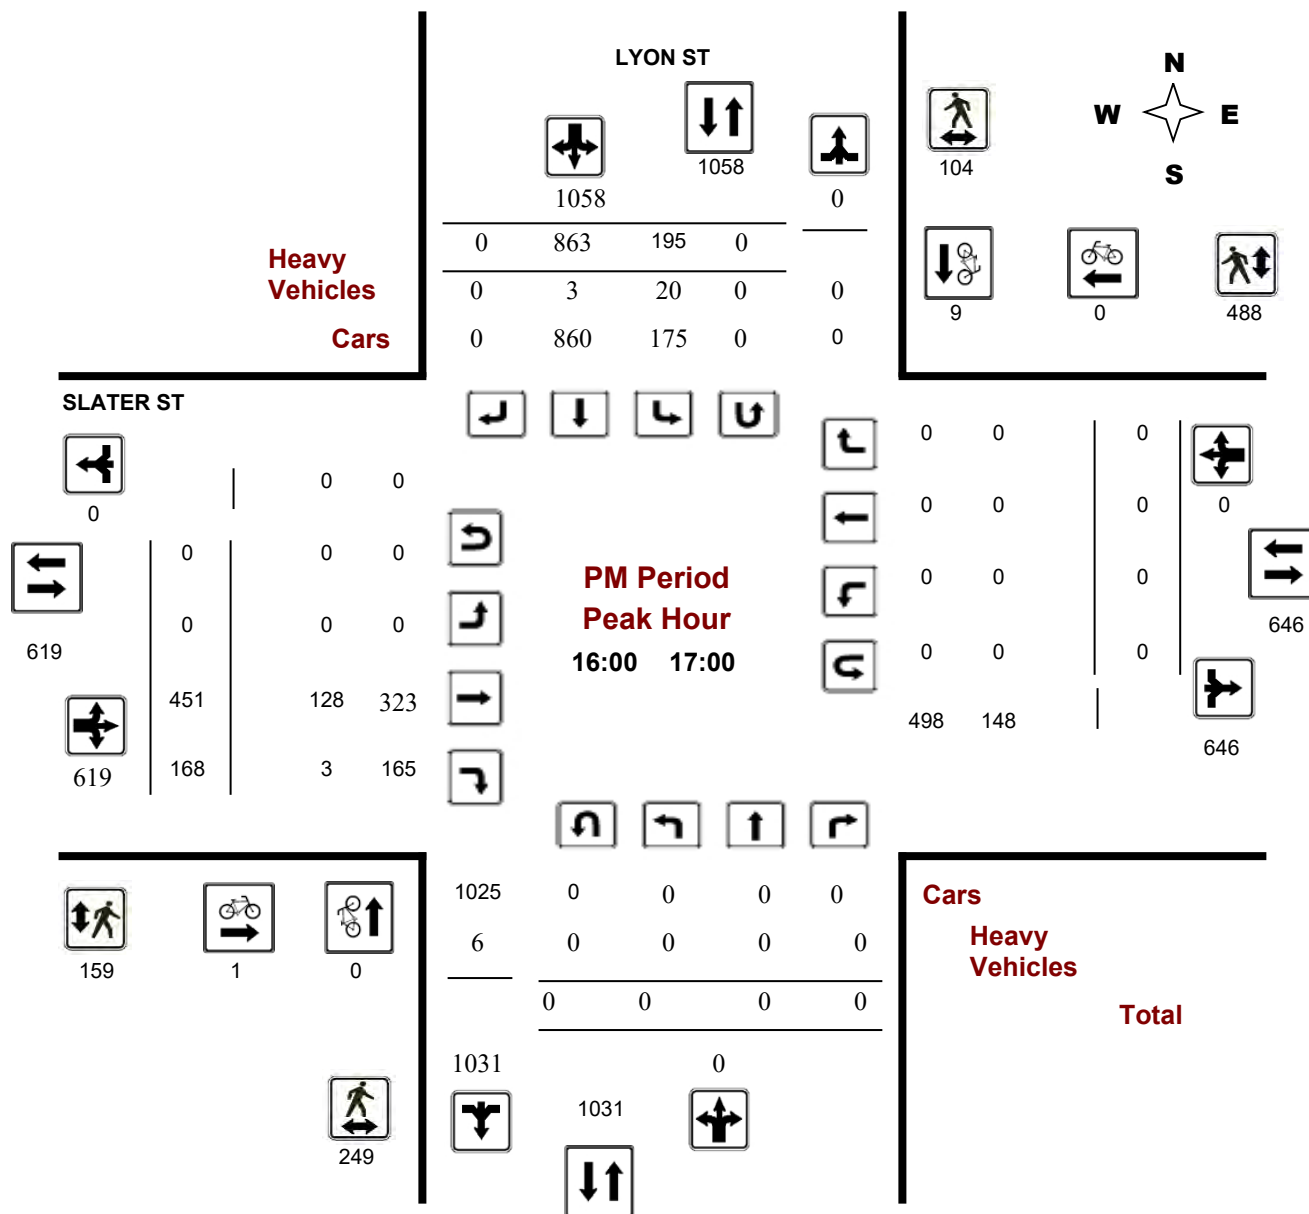 LYON ST
N
W E
S
1058
104
1058 0
0 863 195 0
Heavy
Vehicles
0 3 20 0 0
9 0 488
Cars
0 860 175 0 0
SLATER ST
0 0 0
0 0
0 0
0 0 0 0
0 0 0
PM Period
Peak Hour
16:00 17:00
0 0 0
0 0 0
619
646
0 0 0
451 128 323
498 148
646
619
168 3 165
1025 0 0 0 0
Cars
6 0 0 0 0
Heavy
Vehicles
159 1 0
0 0 0 0
Total
1031 0
1031
249